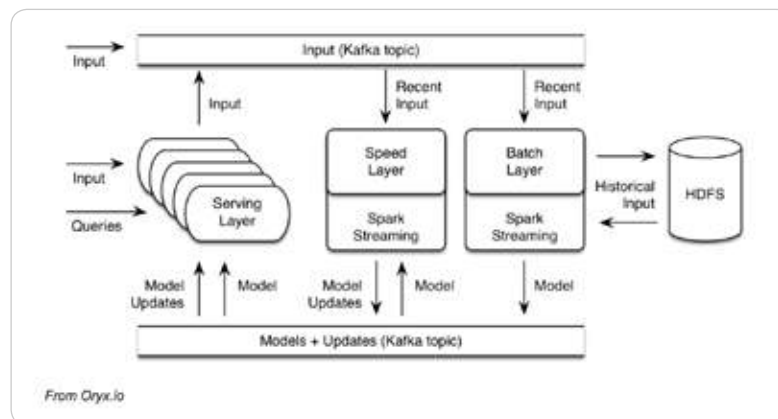 Input (Kafka topic)
Input
Input
Recent
Input
Recent
Input
Input
Queries
Serving
Layer
Speed
Layer
Spark
Streaming
Batch
Layer
Spark
Streaming
Historical
Input
HDFS
Model
Updates
Model
Model
Updates
Model
Model
Models + Updates (Kafka topic)
From Oryx.io